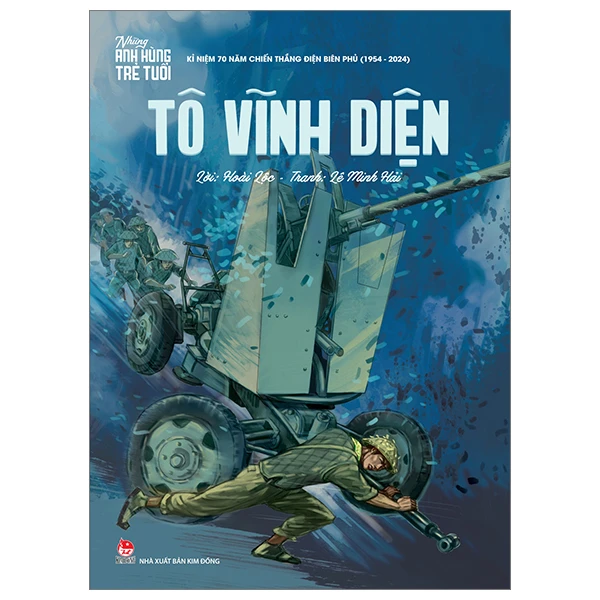 Những
ANH HÙNG
TRẺ TUỔI
KỈ NIỆM 70 NĂM CHIẾN THẮNG ĐIỆN BIÊN PHỦ (1954 - 2024)
TÔ VĨNH DIỆN
Lời: Hoài Lộc - Tranh: Lê Minh Hải
NHÀ XUẤT BẢN KIM ĐỒNG